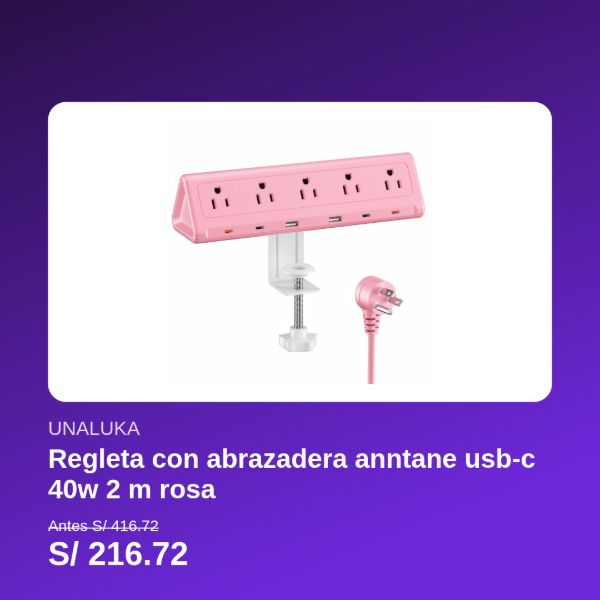 UNALUKA
Regleta con abrazadera anntane usb-c
40w 2 m rosa
Antes S/ 416.72
S/ 216.72